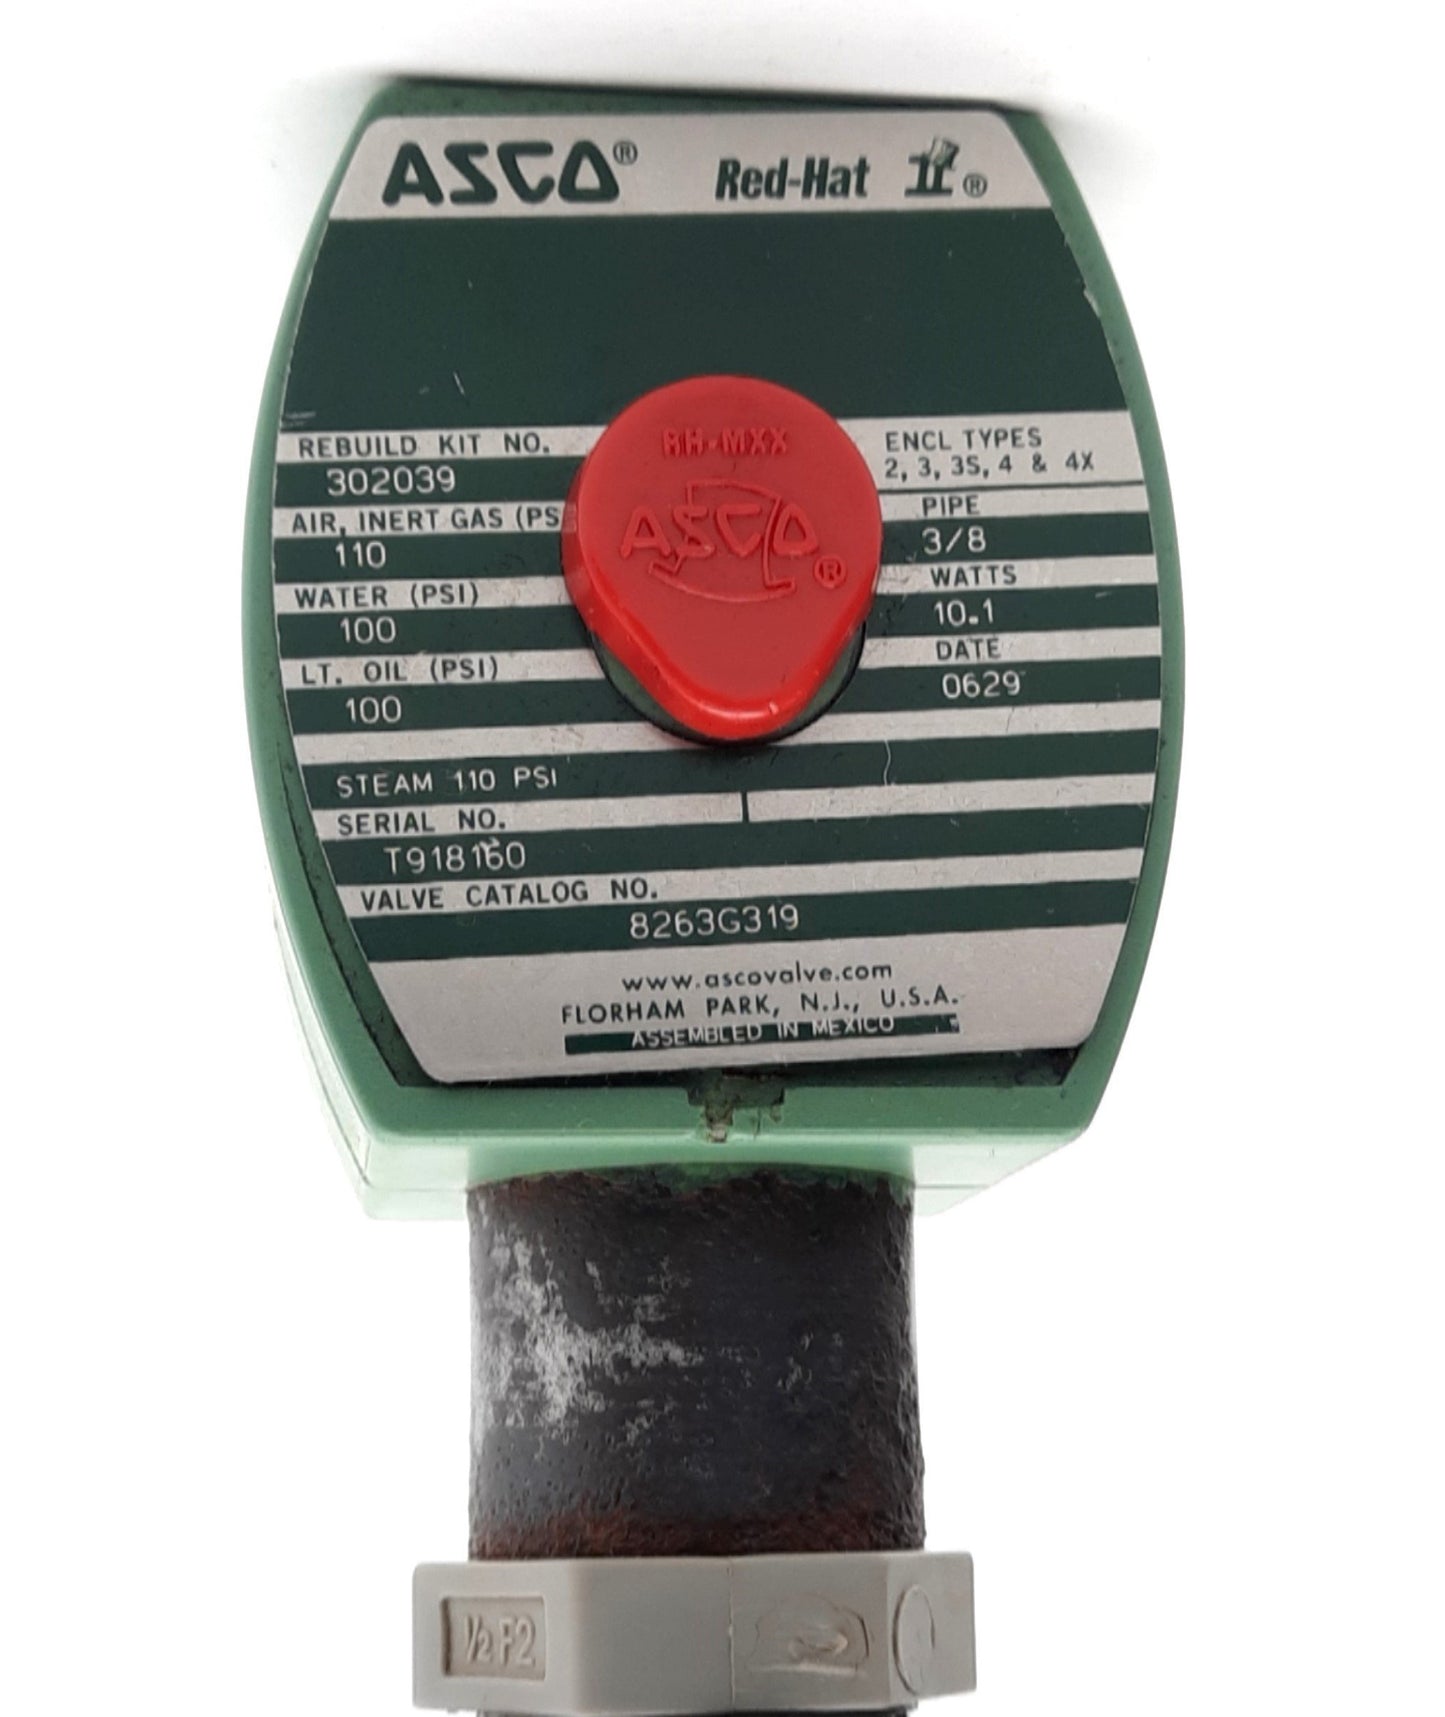 ASCO® Red-Hat II®
REBUILD KIT NO.
302039
AIR, INERT GAS (PS
110
WATER (PSI)
100
LT. OIL (PSI)
100
STEAM 110 PSI
SERIAL NO.
T918160
VALVE CATALOG NO.
8263G319
RH-MXX
ASCO®
ENCL TYPES
2, 3, 3S, 4 & 4X
PIPE
3/8
WATTS
10.1
DATE
0629
www.ascovalve.com
FLORHAM PARK, N.J., U.S.A.
ASSEMBLED IN MEXICO
½ F2